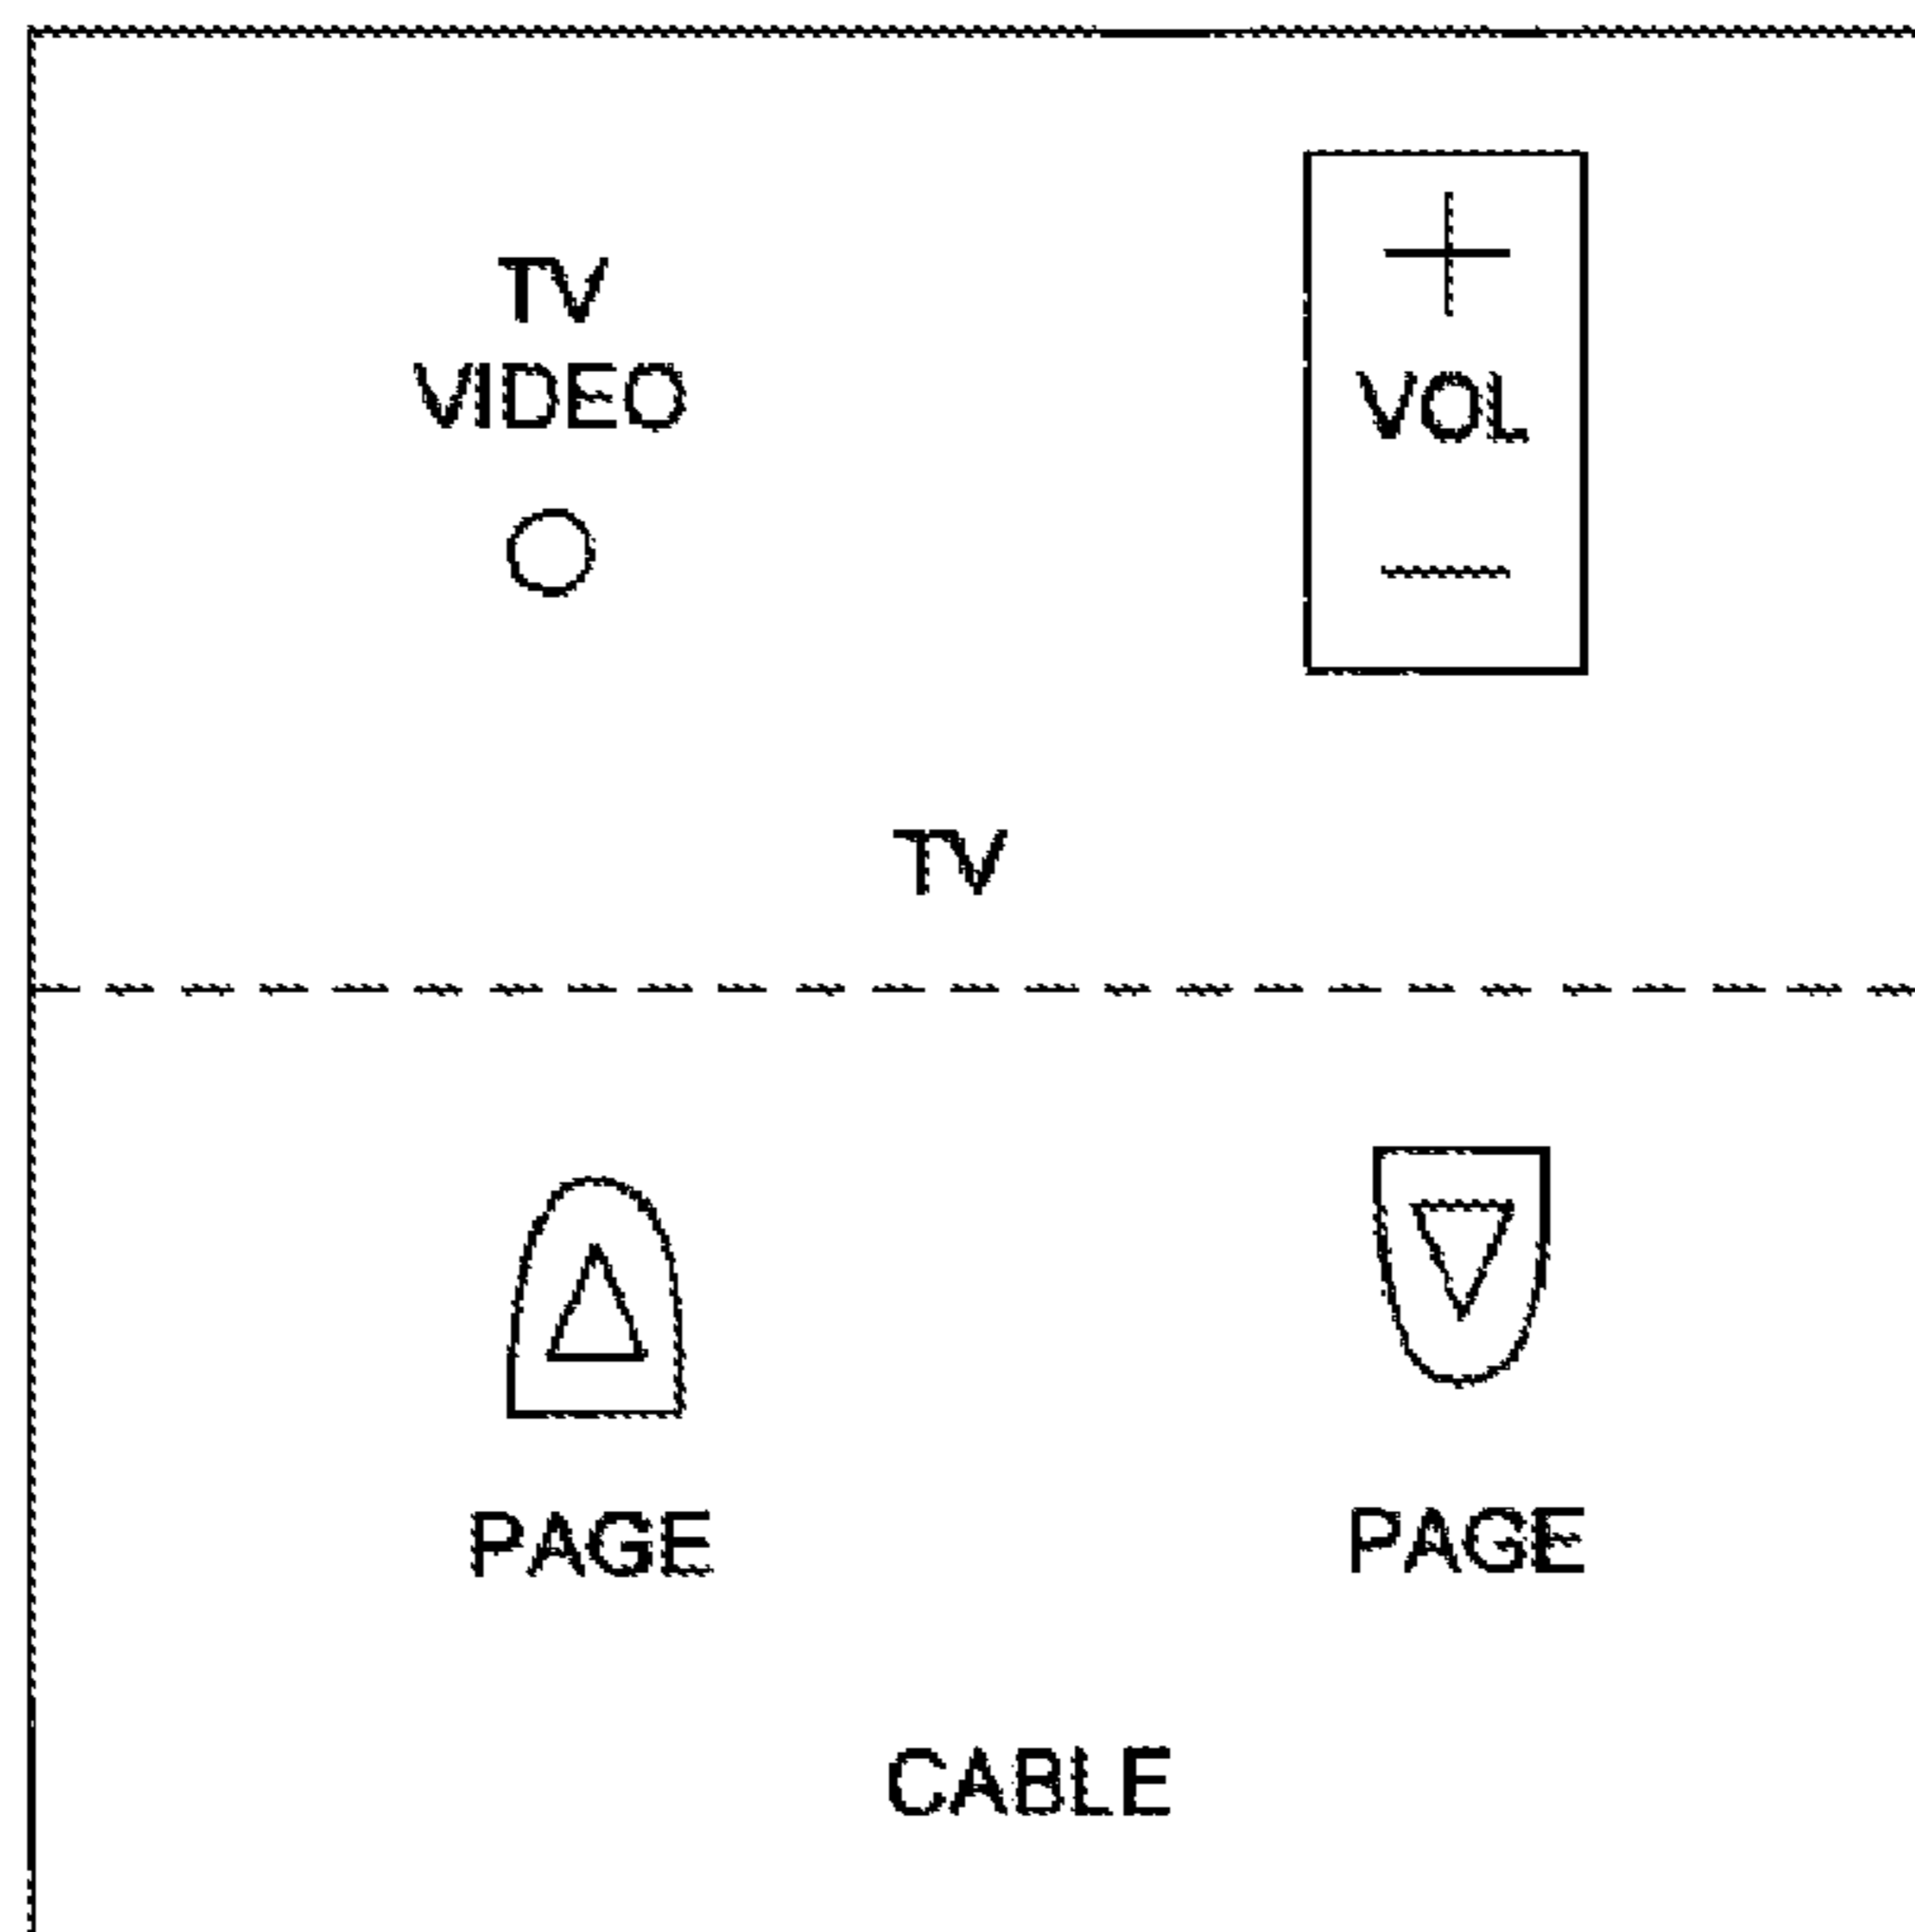 TV
VIDEO
+
VOL
–
TV
PAGE PAGE
CABLE